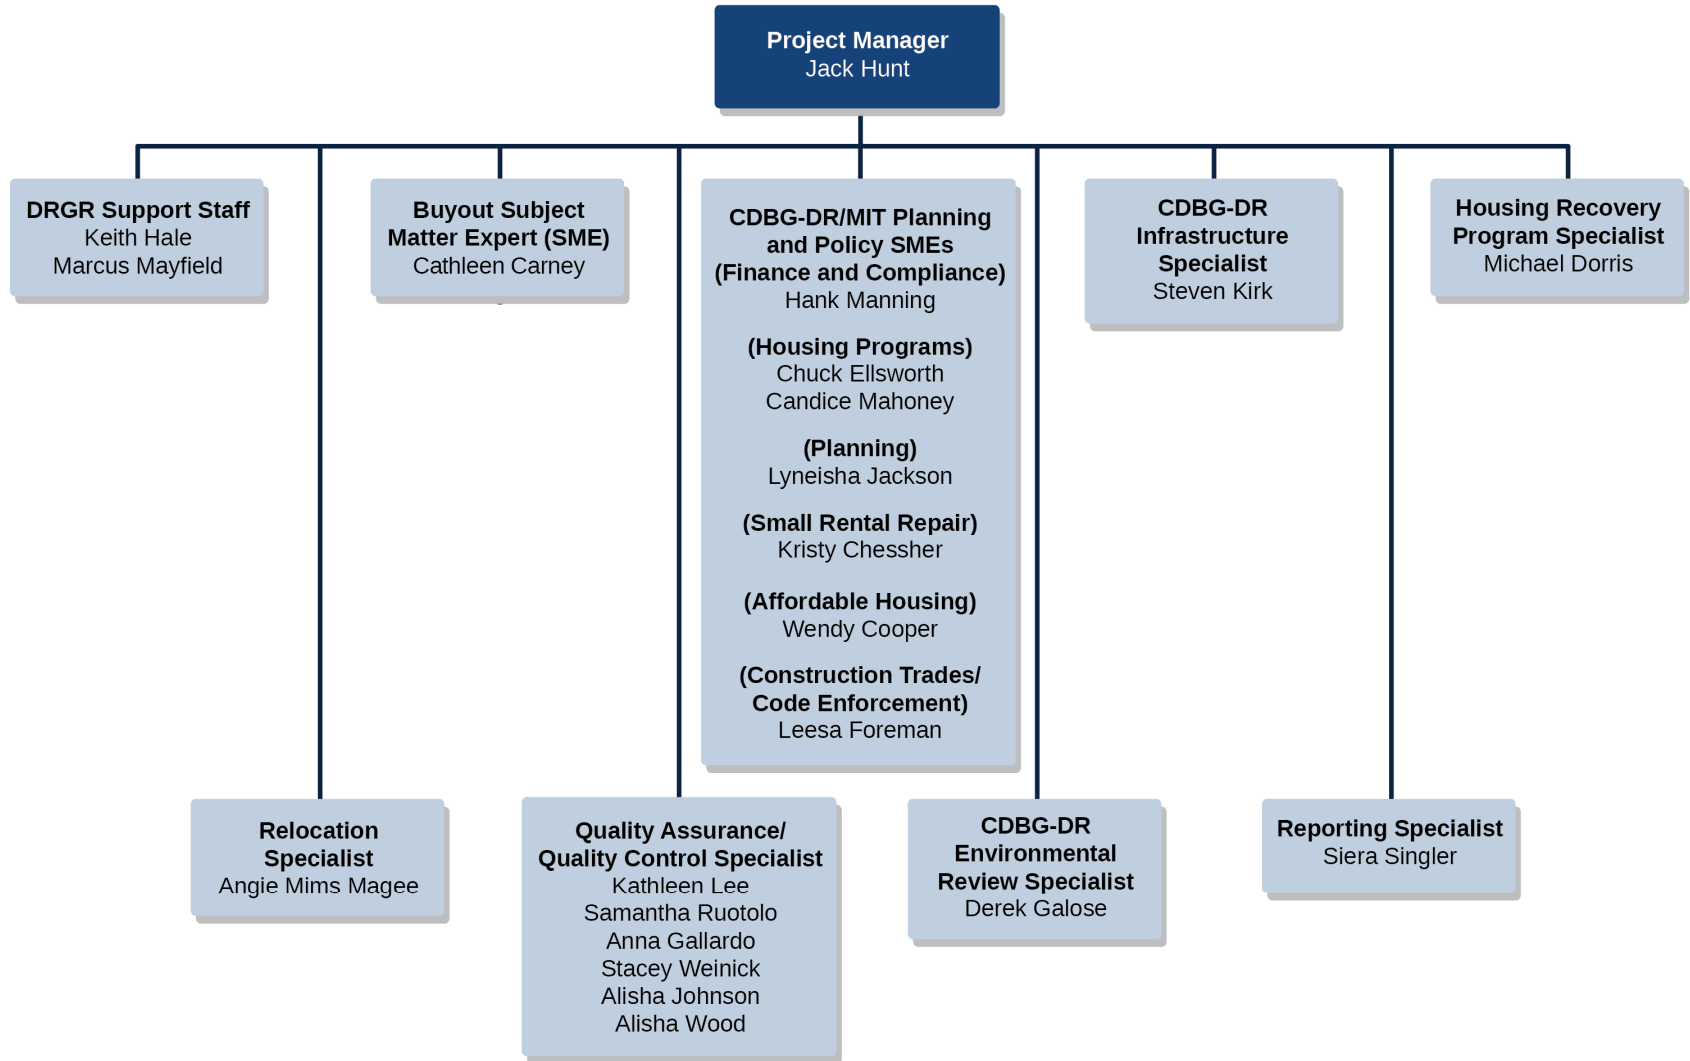 Project Manager
Jack Hunt
DRGR Support Staff
Keith Hale
Marcus Mayfield
Buyout Subject
Matter Expert (SME)
Cathleen Carney
CDBG-DR/MIT Planning
and Policy SMEs
(Finance and Compliance)
Hank Manning
(Housing Programs)
Chuck Ellsworth
Candice Mahoney
(Planning)
Lyneisha Jackson
(Small Rental Repair)
Kristy Chessher
(Affordable Housing)
Wendy Cooper
(Construction Trades/
Code Enforcement)
Leesa Foreman
CDBG-DR
Infrastructure
Specialist
Steven Kirk
Housing Recovery
Program Specialist
Michael Dorris
Relocation
Specialist
Angie Mims Magee
Quality Assurance/
Quality Control Specialist
Kathleen Lee
Samantha Ruotolo
Anna Gallardo
Stacey Weinick
Alisha Johnson
Alisha Wood
CDBG-DR
Environmental
Review Specialist
Derek Galose
Reporting Specialist
Siera Singler